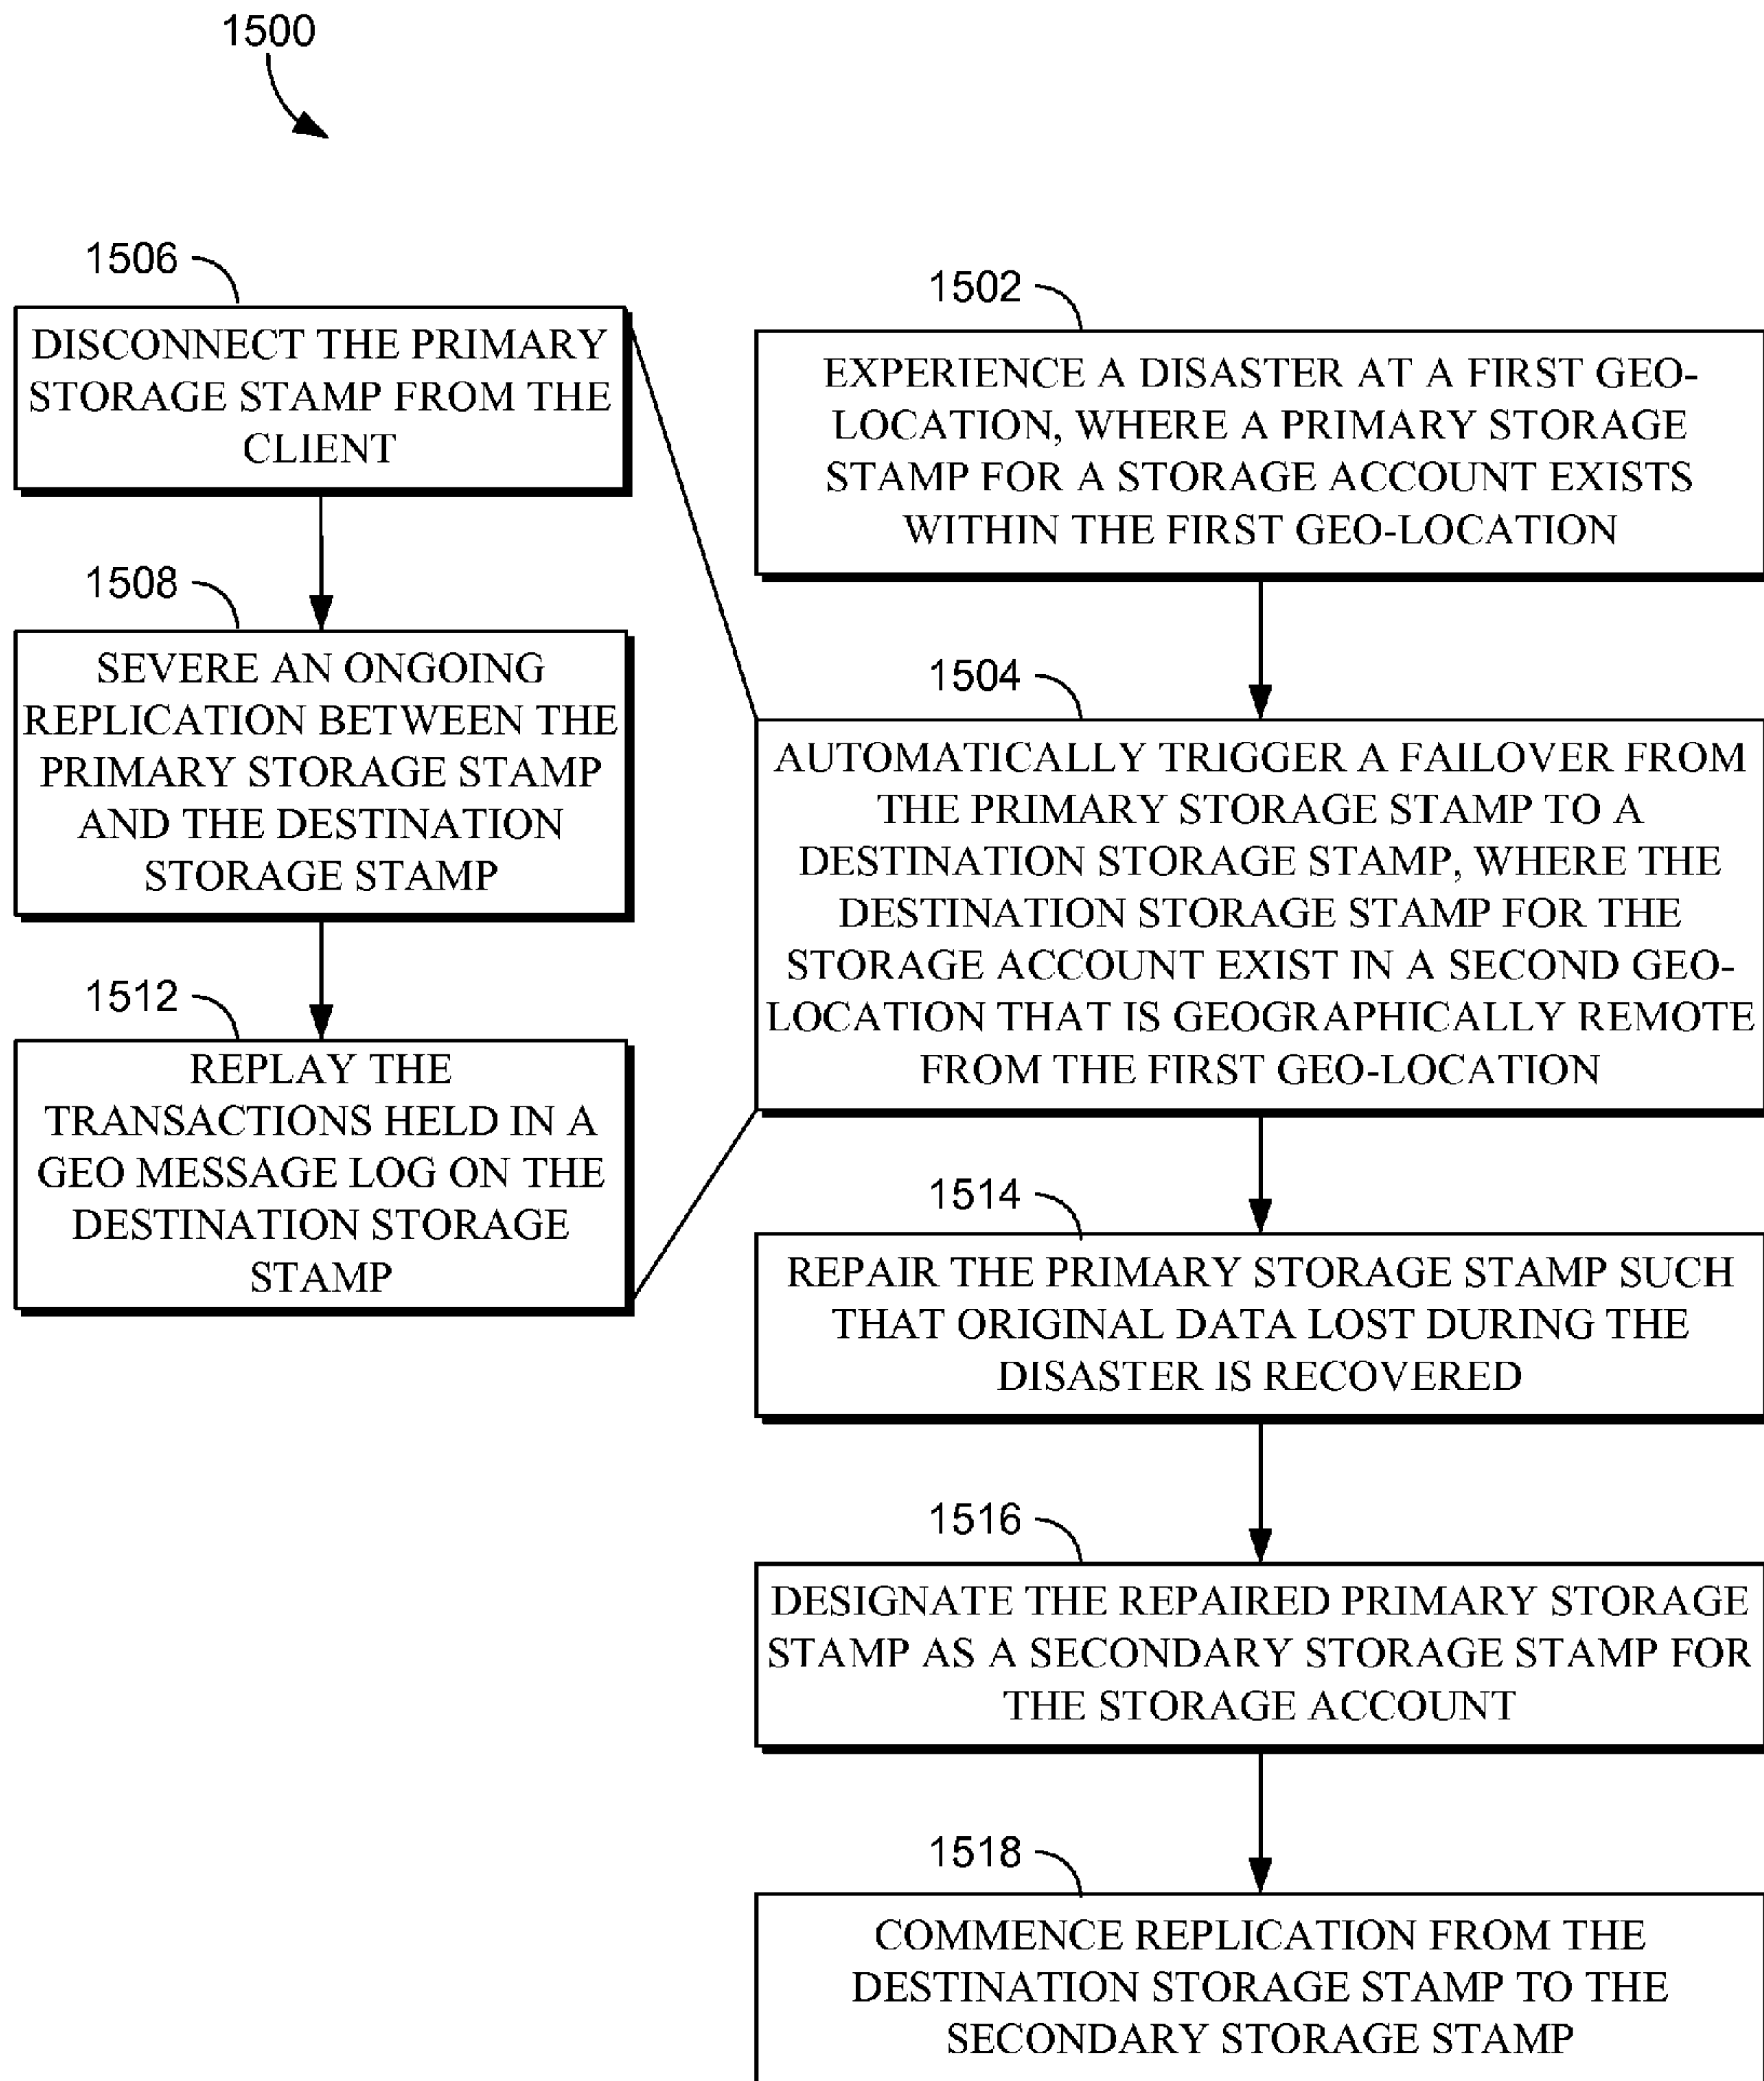 1500
1506
DISCONNECT THE PRIMARY
STORAGE STAMP FROM THE
CLIENT
1508
SEVERE AN ONGOING
REPLICATION BETWEEN THE
PRIMARY STORAGE STAMP
AND THE DESTINATION
STORAGE STAMP
1512
REPLAY THE
TRANSACTIONS HELD IN A
GEO MESSAGE LOG ON THE
DESTINATION STORAGE
STAMP
1502
EXPERIENCE A DISASTER AT A FIRST GEO-
LOCATION, WHERE A PRIMARY STORAGE
STAMP FOR A STORAGE ACCOUNT EXISTS
WITHIN THE FIRST GEO-LOCATION
1504
AUTOMATICALLY TRIGGER A FAILOVER FROM
THE PRIMARY STORAGE STAMP TO A
DESTINATION STORAGE STAMP, WHERE THE
DESTINATION STORAGE STAMP FOR THE
STORAGE ACCOUNT EXIST IN A SECOND GEO-
LOCATION THAT IS GEOGRAPHICALLY REMOTE
FROM THE FIRST GEO-LOCATION
1514
REPAIR THE PRIMARY STORAGE STAMP SUCH
THAT ORIGINAL DATA LOST DURING THE
DISASTER IS RECOVERED
1516
DESIGNATE THE REPAIRED PRIMARY STORAGE
STAMP AS A SECONDARY STORAGE STAMP FOR
THE STORAGE ACCOUNT
1518
COMMENCE REPLICATION FROM THE
DESTINATION STORAGE STAMP TO THE
SECONDARY STORAGE STAMP